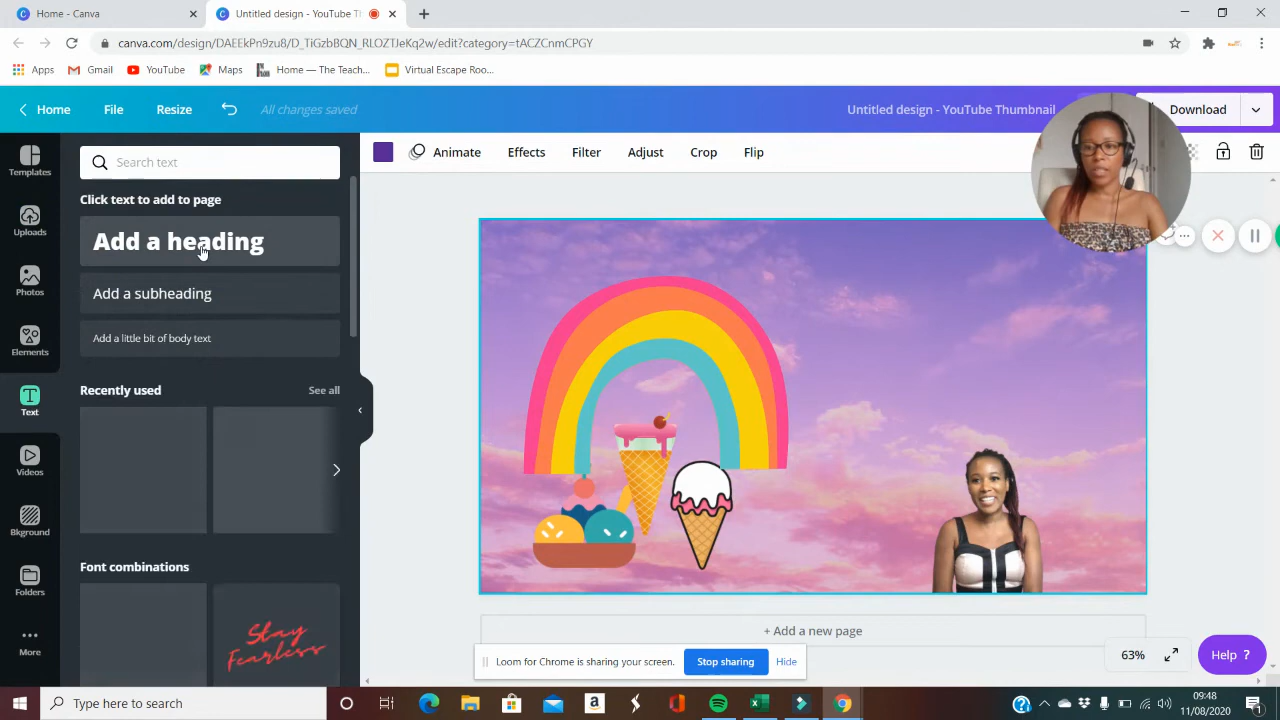 Home - Canva
Untitled design - YouTube Th
canva.com/design/DAEEkPn9zu8/D_TiGzbBQN_RLOZTJeKq2w/edit?category=tACZCnmCPGY
Apps
Gmail
YouTube
Maps
Home — The Teach...
Virtual Escape Roo...
Home
File
Resize
All changes saved
Untitled design - YouTube Thumbnail
Download
Search text
Animate
Effects
Filter
Adjust
Crop
Flip
Templates
Uploads
Photos
Elements
Text
Videos
Bkground
Folders
More
Click text to add to page
Add a heading
Add a subheading
Add a little bit of body text
Recently used
See all
Font combinations
Stay
Fearless
+ Add a new page
Loom for Chrome is sharing your screen.
Stop sharing
Hide
63%
Help ?
Type here to search
09:48
11/08/2020